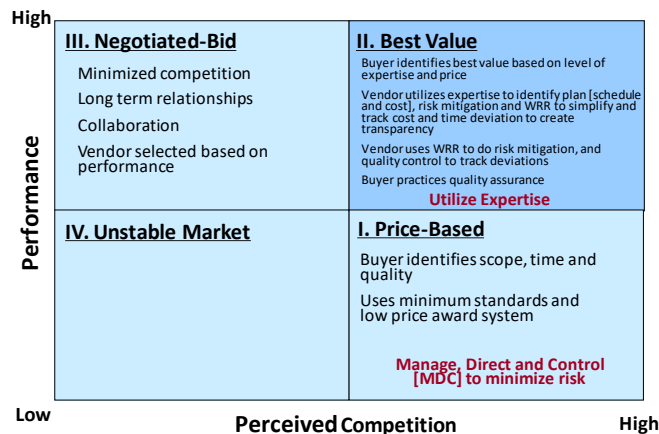 High
III. Negotiated-Bid
Minimized competition
Long term relationships
Collaboration
Vendor selected based on
performance
II. Best Value
Buyer identifies best value based on level of
expertise and price
Vendor utilizes expertise to identify plan [schedule
and cost], risk mitigation and WRR to simplify and
track cost and time deviation to create
transparency
Vendor uses WRR to do risk mitigation, and
quality control to track deviations
Buyer practices quality assurance
Utilize Expertise
Performance
IV. Unstable Market
I. Price-Based
Buyer identifies scope, time and
quality
Uses minimum standards and
low price award system
Manage, Direct and Control
[MDC] to minimize risk
Low
Perceived Competition
High